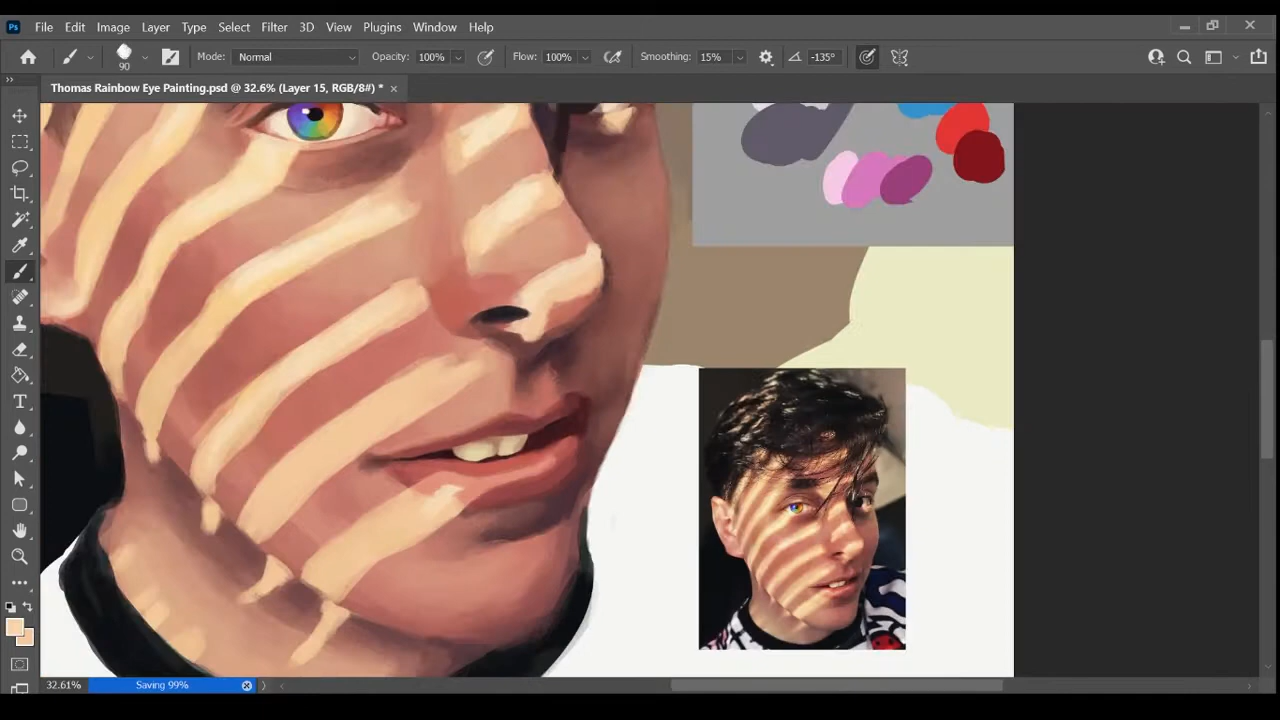 Ps File Edit Image Layer Type Select Filter 3D View Plugins Window Help
90 Mode: Normal Opacity: 100% Flow: 100% Smoothing: 15% -135°
Thomas Rainbow Eye Painting.psd @ 32.6% (Layer 15, RGB/8#) * ×
32.61% Saving 99%